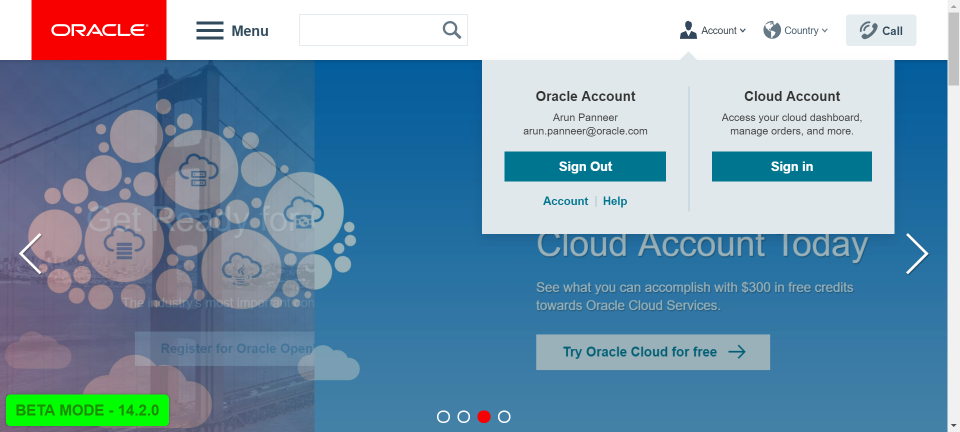 ORACLE
Menu
Account
Country
Call
Oracle Account
Arun Panneer
arun.panneer@oracle.com
Sign Out
Account | Help
Cloud Account
Access your cloud dashboard,
manage orders, and more.
Sign in
Get Ready for
The industry's most important con
Register for Oracle Open
Cloud Account Today
See what you can accomplish with $300 in free credits
towards Oracle Cloud Services.
Try Oracle Cloud for free
BETA MODE - 14.2.0